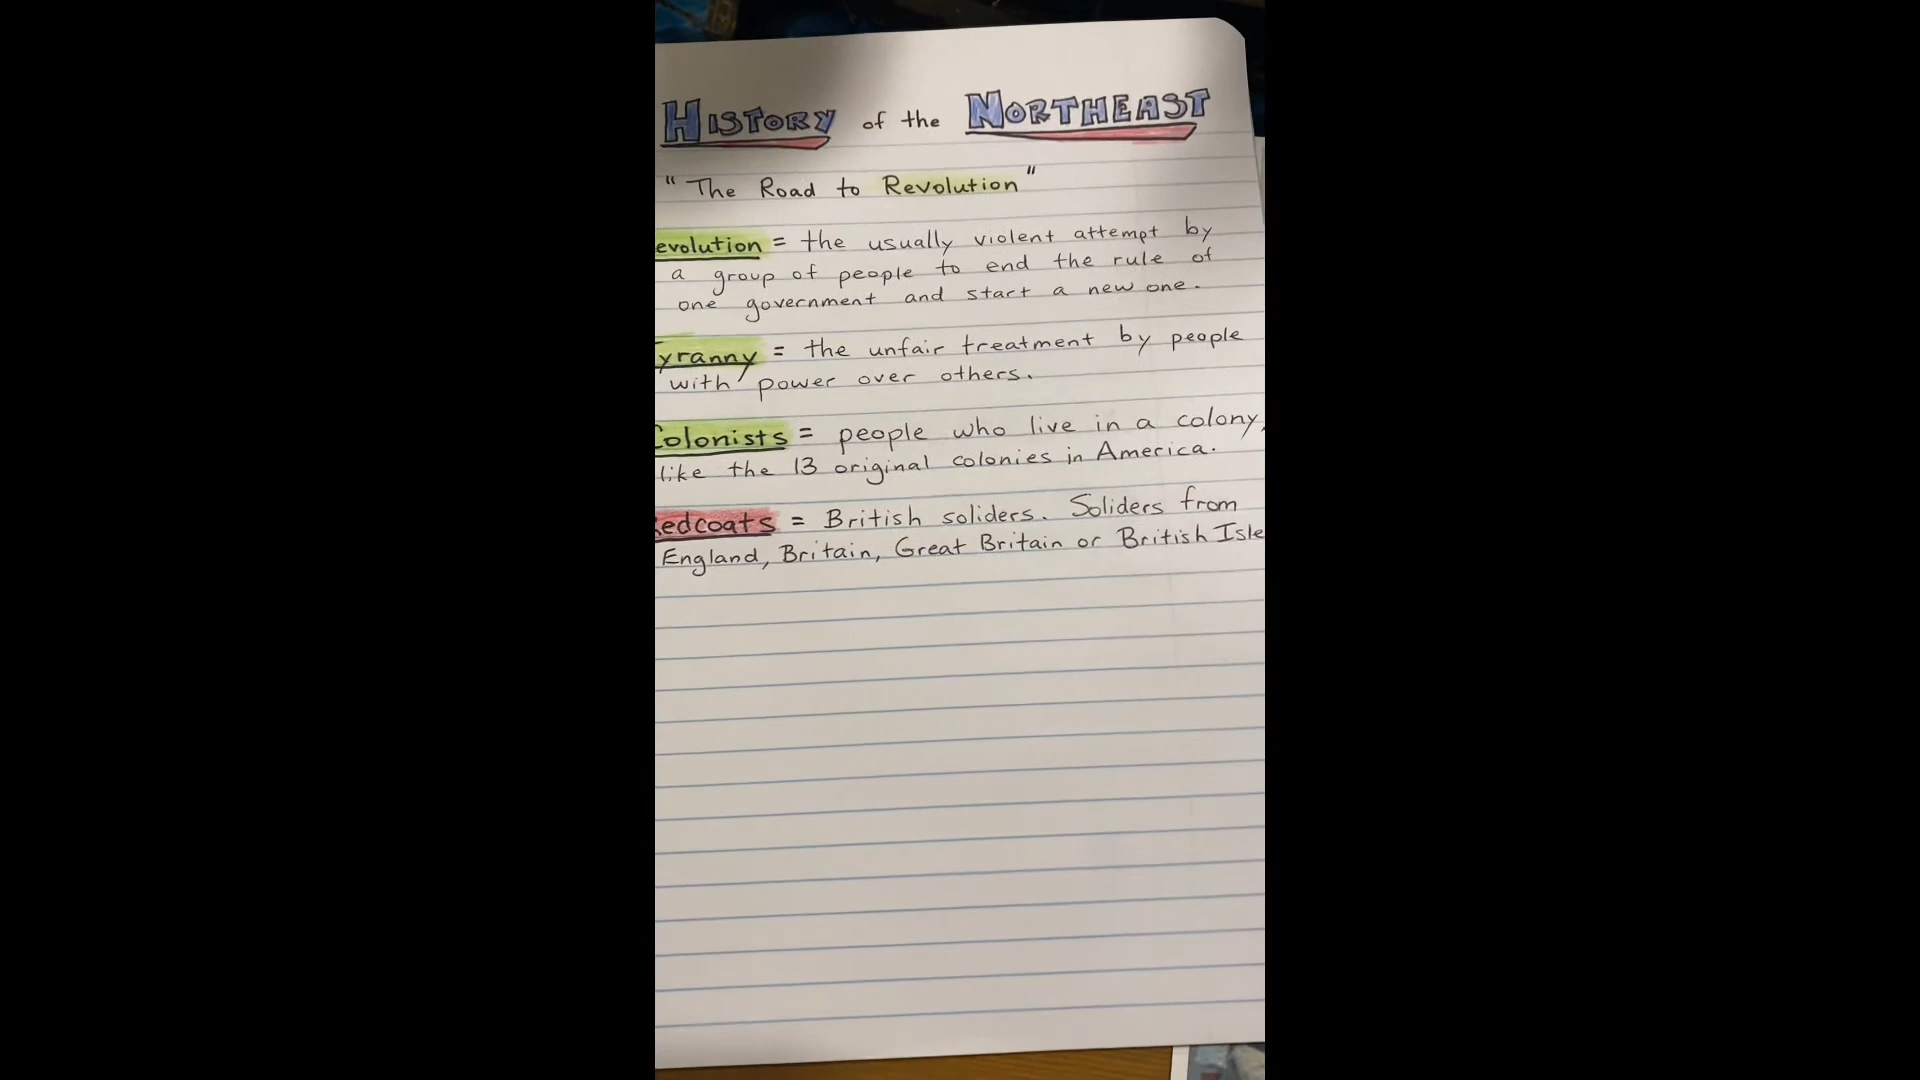 HISTORY of the NORTHEAST
"The Road to Revolution"
evolution = the usually violent attempt by
a group of people to end the rule of
one government and start a new one.
Tyranny = the unfair treatment by people
with power over others.
Colonists = people who live in a colony,
like the 13 original colonies in America.
Redcoats = British soliders. Soliders from
England, Britain, Great Britain or British Isle